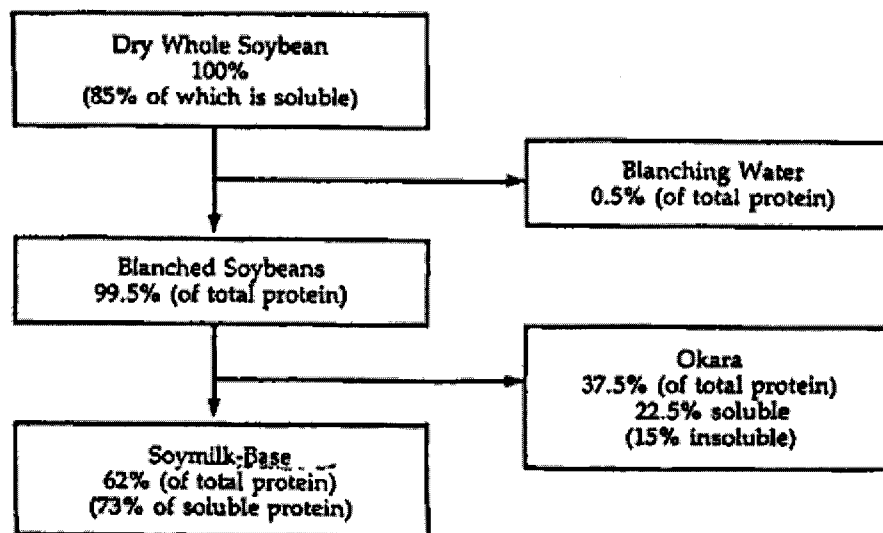 Dry Whole Soybean
100%
(85% of which is soluble)
Blanching Water
0.5% (of total protein)
Blanched Soybeans
99.5% (of total protein)
Okara
37.5% (of total protein)
22.5% soluble
(15% insoluble)
Soymilk-Base
62% (of total protein)
(73% of soluble protein)